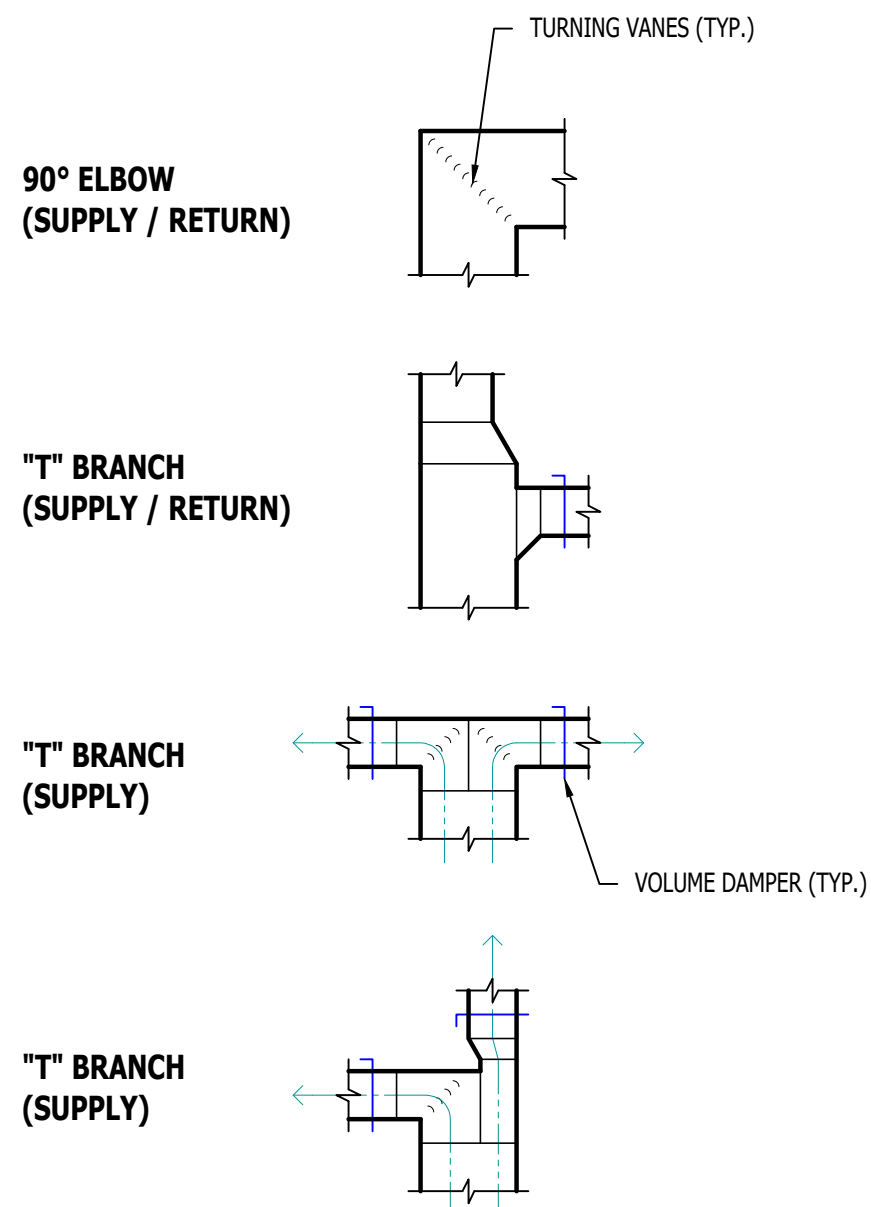 TURNING VANES (TYP.)
90° ELBOW
(SUPPLY / RETURN)
"T" BRANCH
(SUPPLY / RETURN)
"T" BRANCH
(SUPPLY)
VOLUME DAMPER (TYP.)
"T" BRANCH
(SUPPLY)